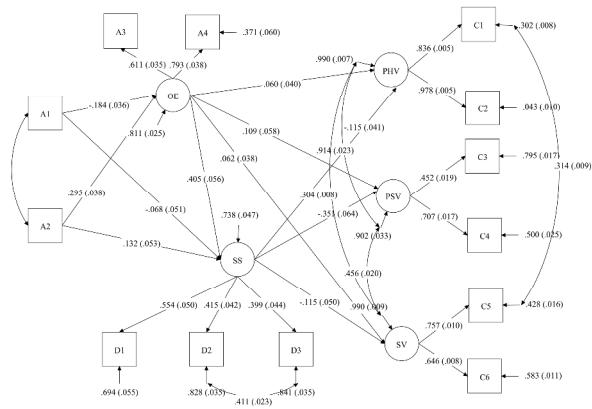 A3
A4
.371 (.060)
C1
.302 (.008)
.611 (.035)
.793 (.038)
.990 (.007)
.836 (.005)
OE
.060 (.040)
PHV
.978 (.005)
C2
.043 (.010)
A1
-.184 (.036)
.811 (.025)
.109 (.058)
-.115 (.041)
.914 (.023)
.062 (.038)
C3
.795 (.017)
.314 (.009)
.295 (.038)
.405 (.056)
.304 (.008)
.452 (.019)
PSV
-.068 (.051)
-.351 (.064)
.707 (.017)
A2
.738 (.047)
.902 (.033)
C4
.500 (.025)
.132 (.053)
SS
.456 (.020)
.554 (.050)
.415 (.042)
.399 (.044)
-.115 (.050)
.990 (.009)
.757 (.010)
C5
.428 (.016)
D1
D2
D3
SV
.646 (.008)
C6
.583 (.011)
.694 (.055)
.828 (.035)
.841 (.035)
.411 (.023)